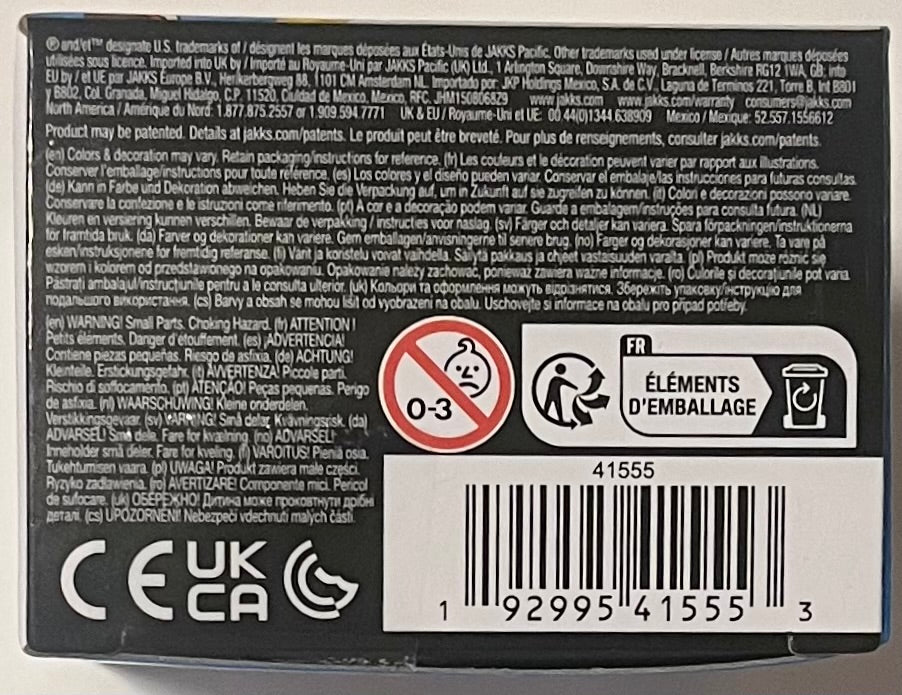 ® and/et™ designate U.S. trademarks of / désignent les marques déposées aux États-Unis de JAKKS Pacific. Other trademarks used under license / Autres marques déposées
utilisées sous licence. Imported into UK by / Importé au Royaume-Uni par JAKKS Pacific (UK) Ltd., 1 Arlington Square, Downshire Way, Bracknell, Berkshire RG12 1WA, GB; into
EU by / et UE par JAKKS Europe B.V., Herikerbergweg 88, 1101 CM Amsterdam NL. Importado por: JKP Holdings Mexico, S.A. de C.V., Laguna de Terminos 221, Torre B, Int B801
y B802, Col. Granada, Miguel Hidalgo, C.P. 11520, Ciudad de Mexico, Mexico, RFC. JHM150806829 www.jakks.com www.jakks.com/warranty consumers@jakks.com
North America / Amérique du Nord: 1.877.875.2557 or 1.909.594.7771 UK & EU / Royaume-Uni et UE: 00 44(0)1344 638909 Mexico / Mexique: 52.557.1556612
Product may be patented. Details at jakks.com/patents. Le produit peut être breveté. Pour plus de renseignements, consulter jakks.com/patents.
(en) Colors & decoration may vary. Retain packaging/instructions for reference. (fr) Les couleurs et le décoration peuvent varier par rapport aux illustrations.
Conserver l'emballage/instructions pour toute référence. (es) Los colores y el diseño pueden variar. Conservar el embalaje/las instrucciones para futuras consultas.
(de) Kann in Farbe und Dekoration abweichen. Heben Sie die Verpackung auf, um in Zukunft auf sie zugreifen zu können. (it) Colori e decorazioni possono variare.
Conservare la confezione e le istruzioni come riferimento. (pt) A cor e a decoração podem variar. Guarde a embalagem/instruções para consulta futura. (NL)
Kleuren en versiering kunnen verschillen. Bewaar de verpakking / instructies voor naslag. (sv) Färger och detaljer kan variera. Spara förpackningen/instruktionerna
för framtida bruk. (da) Farver og dekorationer kan variere. Gem emballagen/anvisningerne til senere brug. (no) Farger og dekorasjoner kan variere. Ta vare på
esken/instruksjonene for fremtidig referanse. (fi) Värit ja koristelu voivat vaihdella. Säilytä pakkaus ja ohjeet vastaisuuden varalta. (pl) Produkt może różnić się
wzorem i kolorem od przedstawionego na opakowaniu. Opakowanie należy zachować, ponieważ zawiera ważne informacje. (ro) Culorile și decorațiunile pot varia.
Păstrați ambalajul/instrucțiunile pentru a le consulta ulterior. (uk) Кольори та оформлення можуть відрізнятися. Збережіть упаковку/інструкцію для
подальшого використання. (cs) Barvy a obsah se mohou lišit od vyobrazení na obalu. Uschovejte si informace na obalu pro případ potřeby.
(en) WARNING! Small Parts. Choking Hazard. (fr) ATTENTION !
Petits éléments. Danger d'étouffement. (es) ¡ADVERTENCIA!
Contiene piezas pequeñas. Riesgo de asfixia. (de) ACHTUNG!
Kleinteile. Erstickungsgefahr. (it) AVVERTENZA! Piccole parti.
Rischio di soffocamento. (pt) ATENÇÃO! Peças pequenas. Perigo
de asfixia. (nl) WAARSCHUWING! Kleine onderdelen.
Verstikkingsgevaar. (sv) VARNING! Små delar. Kvävningsrisk. (da)
ADVARSEL! Små dele. Fare for kvælning. (no) ADVARSEL!
Inneholder små deler. Fare for kveling. (fi) VAROITUS! Pieniä osia.
Tukehtumisen vaara. (pl) UWAGA! Produkt zawiera małe części.
Ryzyko zadławienia. (ro) AVERTIZARE! Componente mici. Pericol
de sufocare. (uk) ОБЕРЕЖНО! Дитина може проковтнути дрібні
деталі. (cs) UPOZORNĚNÍ! Nebezpečí vdechnutí malých částí.
0-3
FR
ÉLÉMENTS
D'EMBALLAGE
CE UK
CA
41555
1 92995 41555 3